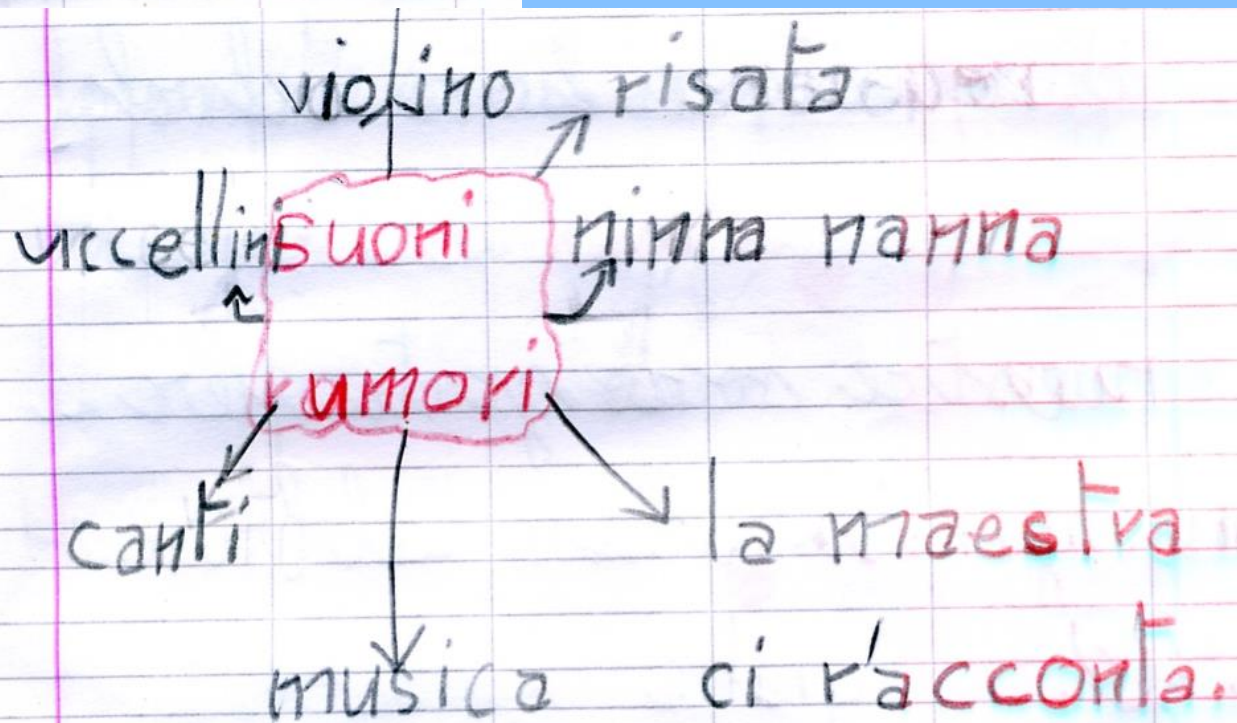 violino risata
uccellini suoni ninna nanna
rumori
canti la maestra
musica ci racconta.